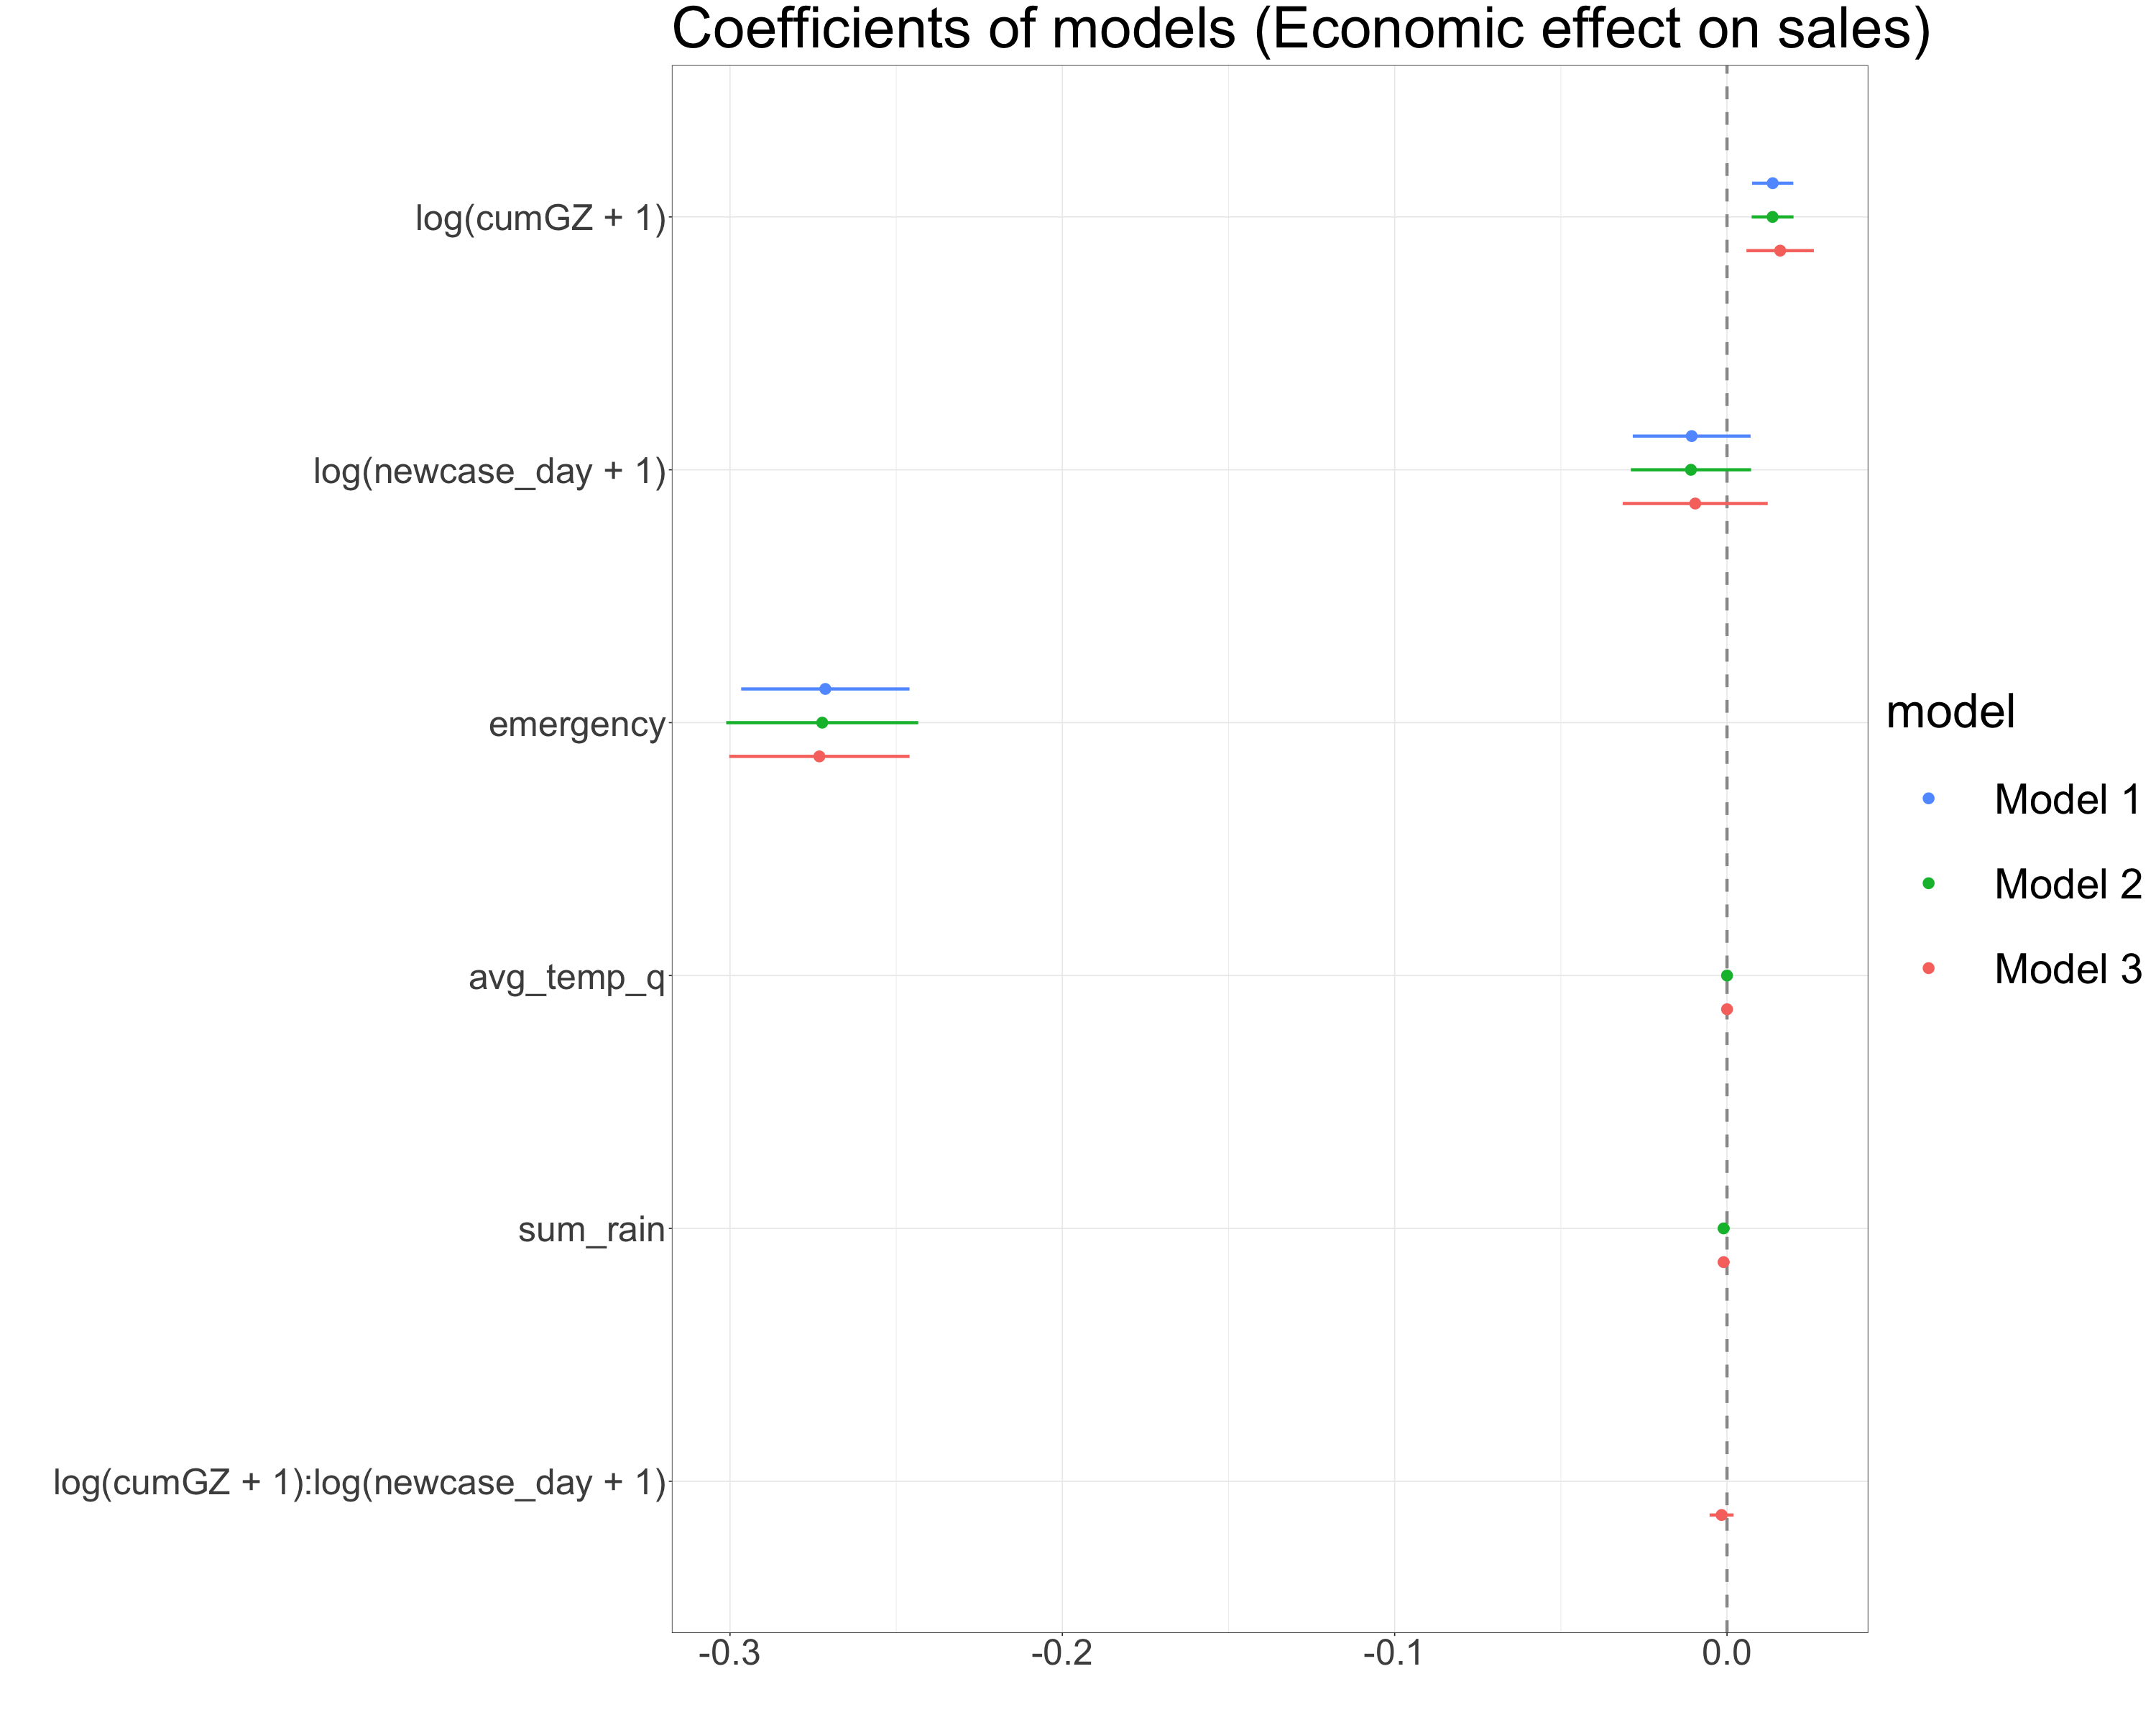 Coefficients of models (Economic effect on sales)
log(cumGZ + 1)
log(newcase_day + 1)
emergency
avg_temp_q
sum_rain
log(cumGZ + 1):log(newcase_day + 1)
-0.3
-0.2
-0.1
0.0
model
Model 1
Model 2
Model 3